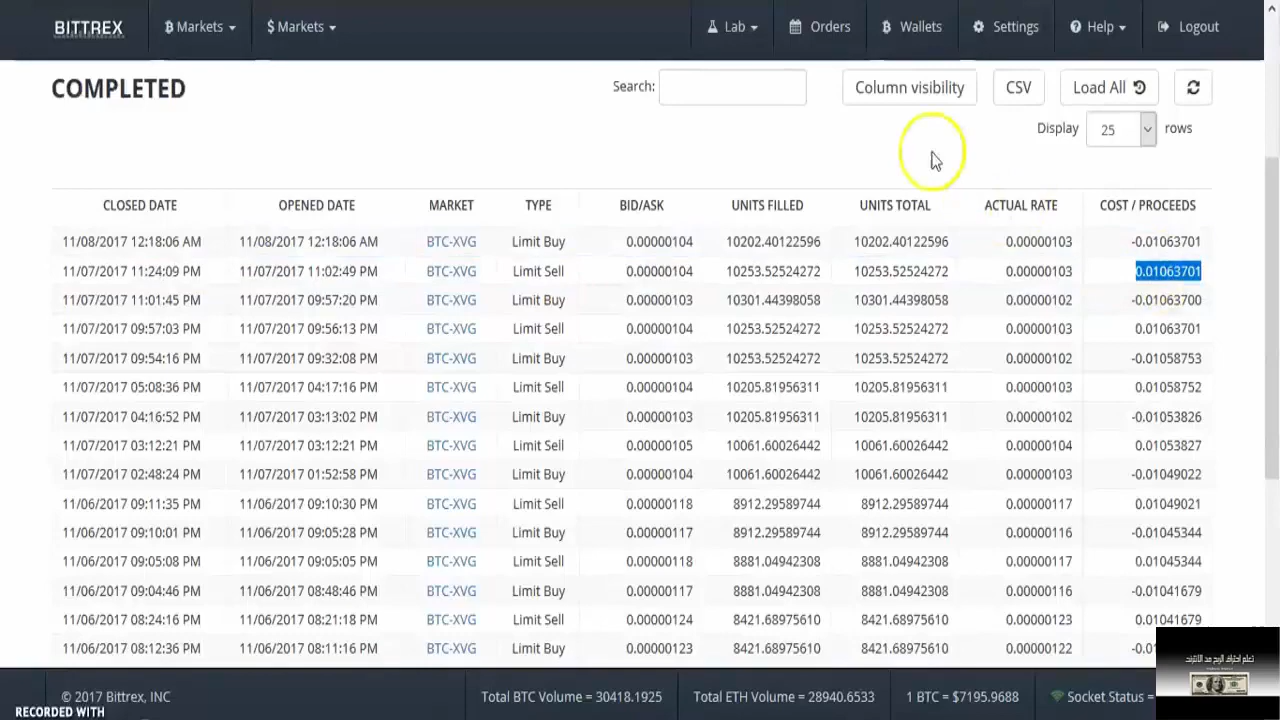 BITTREX Markets $ Markets Lab Orders Wallets Settings Help Logout
COMPLETED Search: Column visibility CSV Load All
Display 25 rows
CLOSED DATE OPENED DATE MARKET TYPE BID/ASK UNITS FILLED UNITS TOTAL ACTUAL RATE COST / PROCEEDS
11/08/2017 12:18:06 AM 11/08/2017 12:18:06 AM BTC-XVG Limit Buy 0.00000104 10202.40122596 10202.40122596 0.00000103 -0.01063701
11/07/2017 11:24:09 PM 11/07/2017 11:02:49 PM BTC-XVG Limit Sell 0.00000104 10253.52524272 10253.52524272 0.00000103 0.01063701
11/07/2017 11:01:45 PM 11/07/2017 09:57:20 PM BTC-XVG Limit Buy 0.00000103 10301.44398058 10301.44398058 0.00000102 -0.01063700
11/07/2017 09:57:03 PM 11/07/2017 09:56:13 PM BTC-XVG Limit Sell 0.00000104 10253.52524272 10253.52524272 0.00000103 0.01063701
11/07/2017 09:54:16 PM 11/07/2017 09:32:08 PM BTC-XVG Limit Buy 0.00000103 10253.52524272 10253.52524272 0.00000102 -0.01058753
11/07/2017 05:08:36 PM 11/07/2017 04:17:16 PM BTC-XVG Limit Sell 0.00000104 10205.81956311 10205.81956311 0.00000103 0.01058752
11/07/2017 04:16:52 PM 11/07/2017 03:13:02 PM BTC-XVG Limit Buy 0.00000103 10205.81956311 10205.81956311 0.00000102 -0.01053826
11/07/2017 03:12:21 PM 11/07/2017 03:12:21 PM BTC-XVG Limit Sell 0.00000105 10061.60026442 10061.60026442 0.00000104 0.01053827
11/07/2017 02:48:24 PM 11/07/2017 01:52:58 PM BTC-XVG Limit Buy 0.00000104 10061.60026442 10061.60026442 0.00000103 -0.01049022
11/06/2017 09:11:35 PM 11/06/2017 09:10:30 PM BTC-XVG Limit Sell 0.00000118 8912.29589744 8912.29589744 0.00000117 0.01049021
11/06/2017 09:10:01 PM 11/06/2017 09:05:28 PM BTC-XVG Limit Buy 0.00000117 8912.29589744 8912.29589744 0.00000116 -0.01045344
11/06/2017 09:05:08 PM 11/06/2017 09:05:05 PM BTC-XVG Limit Sell 0.00000118 8881.04942308 8881.04942308 0.00000117 0.01045344
11/06/2017 09:04:46 PM 11/06/2017 08:48:46 PM BTC-XVG Limit Buy 0.00000117 8881.04942308 8881.04942308 0.00000116 -0.01041679
11/06/2017 08:24:16 PM 11/06/2017 08:21:18 PM BTC-XVG Limit Sell 0.00000124 8421.68975610 8421.68975610 0.00000123 0.01041679
11/06/2017 08:12:36 PM 11/06/2017 08:11:16 PM BTC-XVG Limit Buy 0.00000123 8421.68975610 8421.68975610 0.00000122 -0.01
تعلم احتراف الربح من الانترنت
© 2017 Bittrex, INC Total BTC Volume = 30418.1925 Total ETH Volume = 28940.6533 1 BTC = $7195.9688 Socket Status =
RECORDED WITH